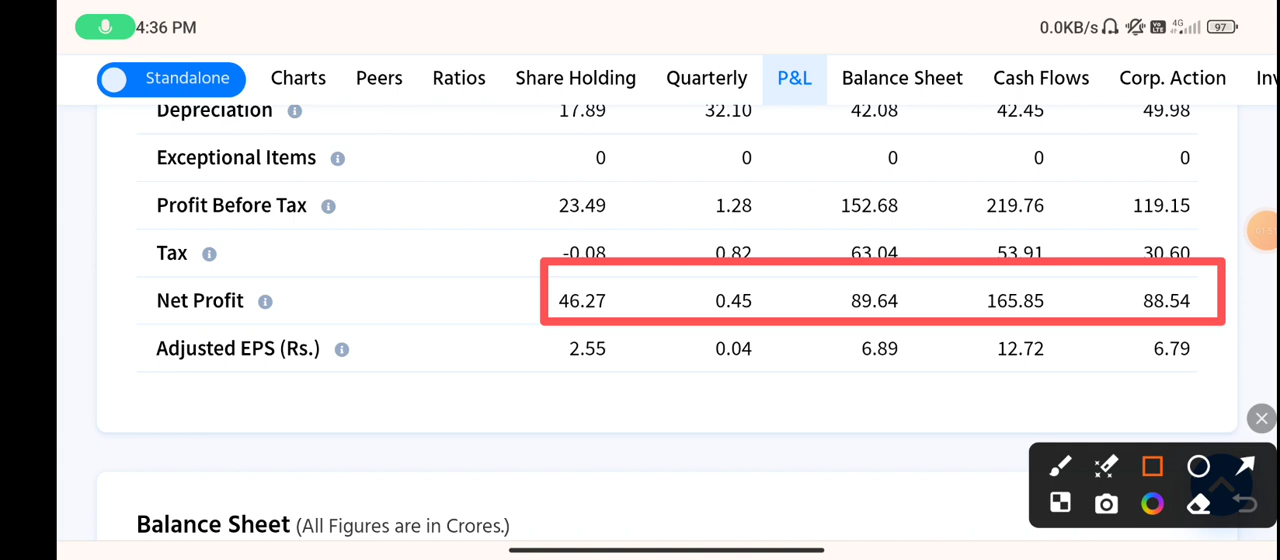 4:36 PM 0.0KB/s VO LTE 4G 97
Standalone Charts Peers Ratios Share Holding Quarterly P&L Balance Sheet Cash Flows Corp. Action Inv
Depreciation 17.89 32.10 42.08 42.45 49.98
Exceptional Items 0 0 0 0 0
Profit Before Tax 23.49 1.28 152.68 219.76 119.15
Tax -0.08 0.82 63.04 53.91 30.60
Net Profit 46.27 0.45 89.64 165.85 88.54
Adjusted EPS (Rs.) 2.55 0.04 6.89 12.72 6.79
Balance Sheet (All Figures are in Crores.)